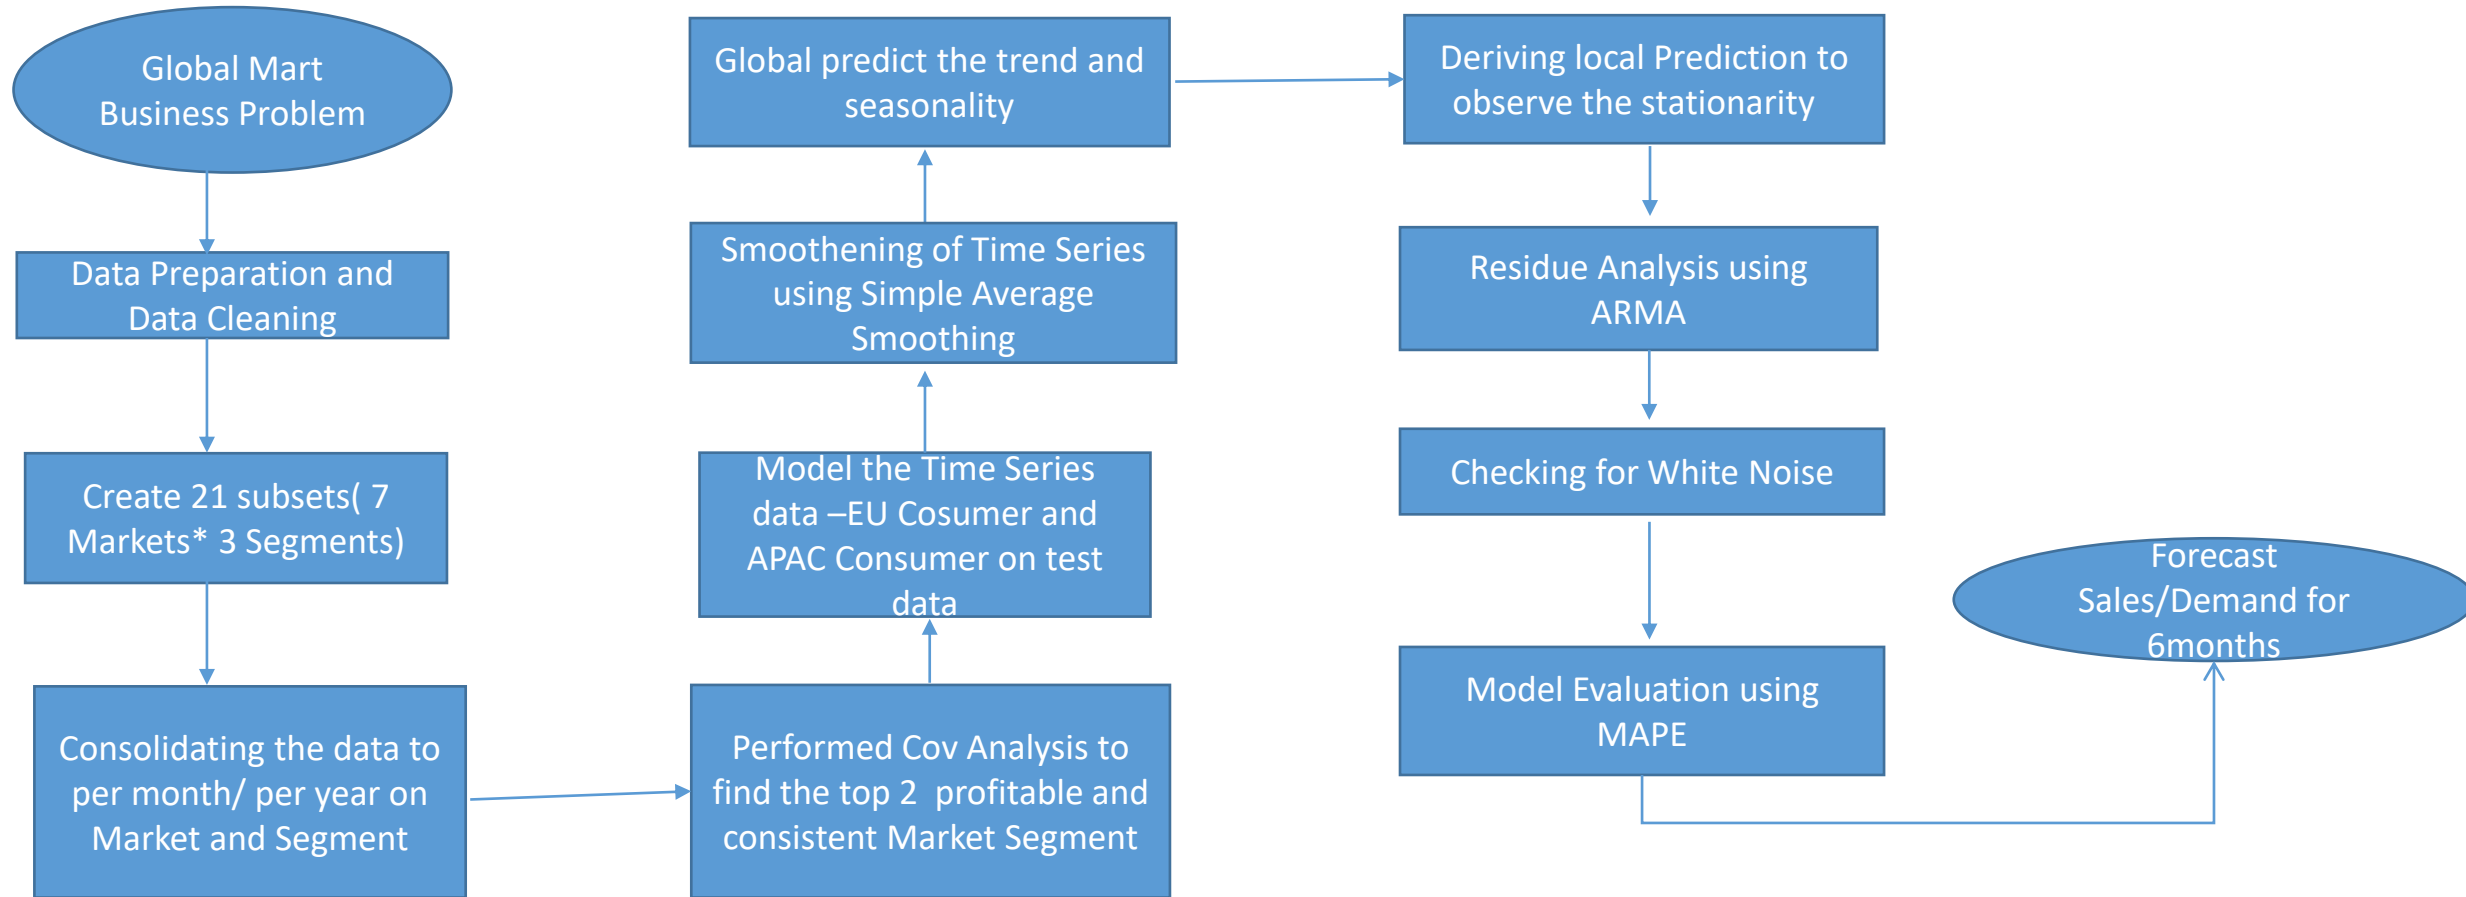 Global Mart
Business Problem
Data Preparation and
Data Cleaning
Create 21 subsets( 7
Markets* 3 Segments)
Consolidating the data to
per month/ per year on
Market and Segment
Performed Cov Analysis to
find the top 2 profitable and
consistent Market Segment
Model the Time Series
data –EU Cosumer and
APAC Consumer on test
data
Smoothening of Time Series
using Simple Average
Smoothing
Global predict the trend and
seasonality
Deriving local Prediction to
observe the stationarity
Residue Analysis using
ARMA
Checking for White Noise
Model Evaluation using
MAPE
Forecast
Sales/Demand for
6months